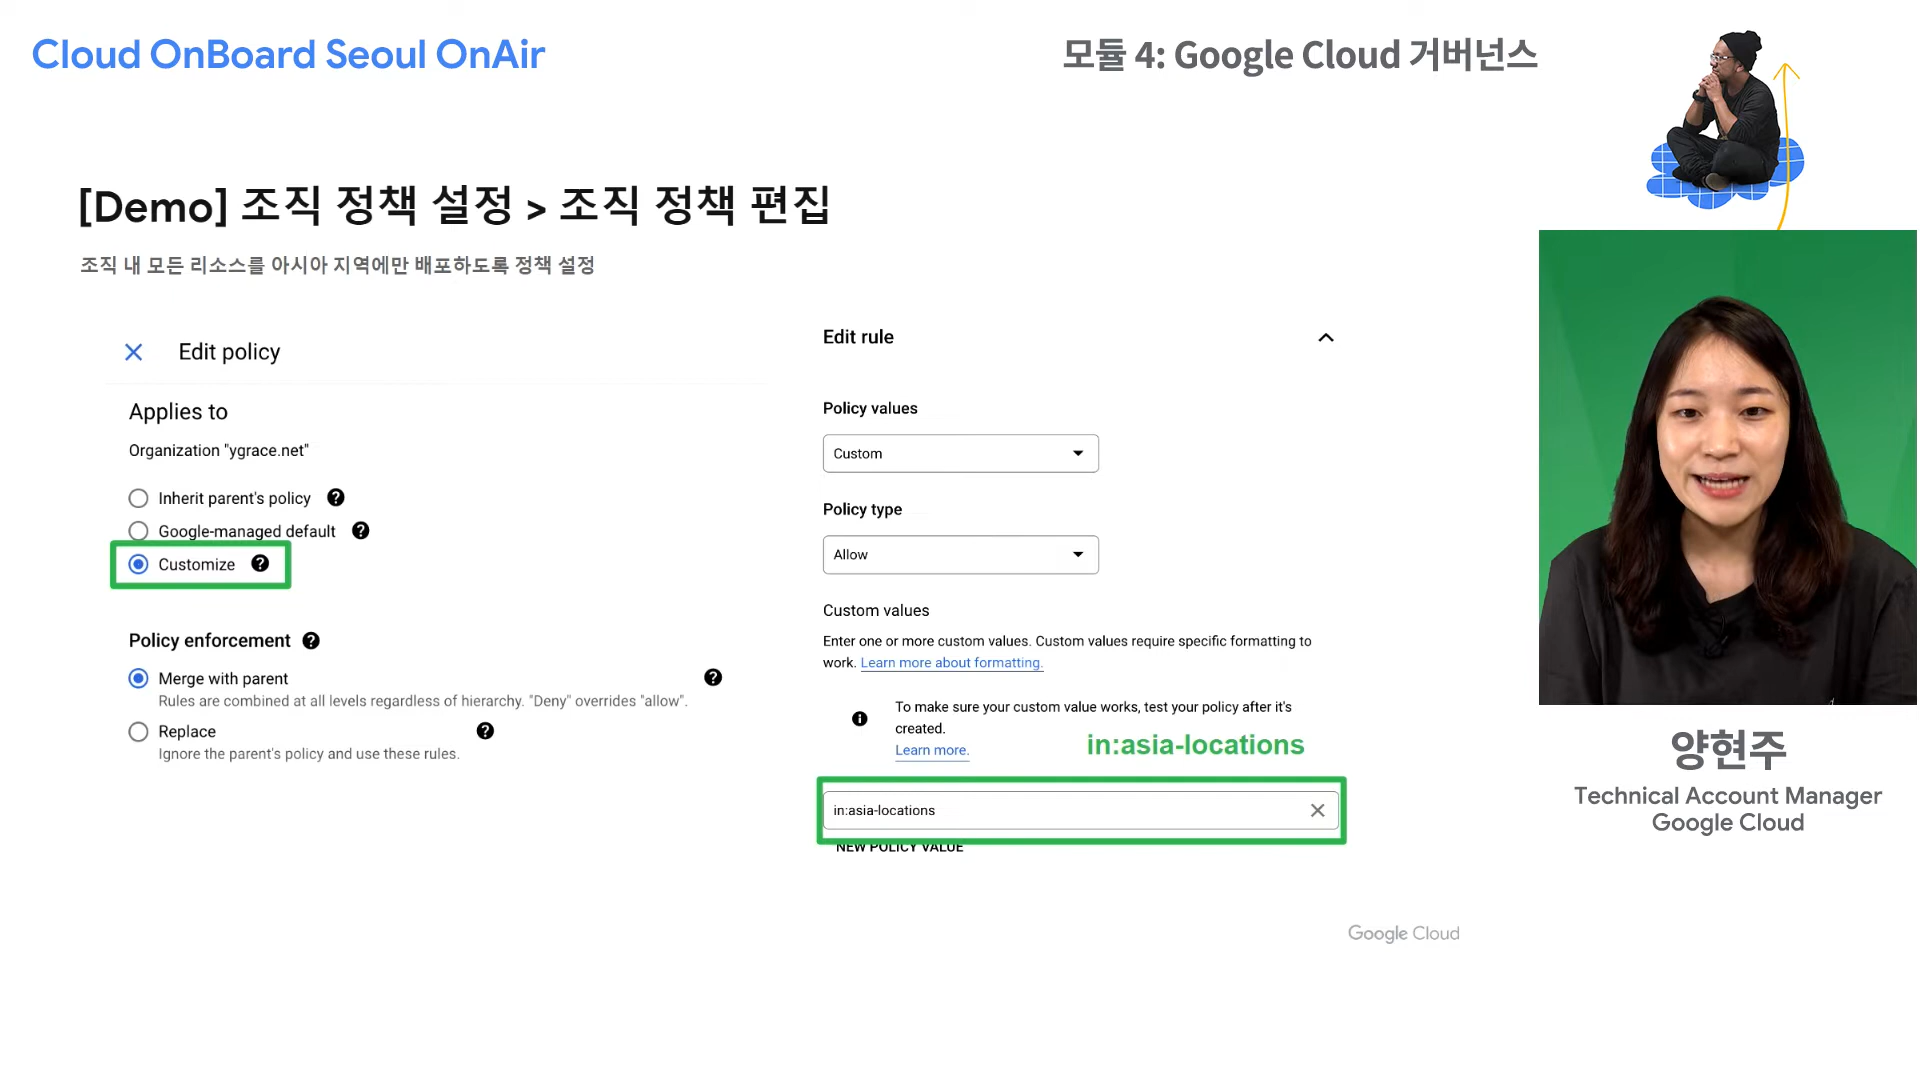 Cloud OnBoard Seoul OnAir
모듈 4: Google Cloud 거버넌스
[Demo] 조직 정책 설정 > 조직 정책 편집
조직 내 모든 리소스를 아시아 지역에만 배포하도록 정책 설정
Edit policy
Applies to
Organization "ygrace.net"
Inherit parent's policy
Google-managed default
Customize
Policy enforcement
Merge with parent
Rules are combined at all levels regardless of hierarchy. "Deny" overrides "allow".
Replace
Ignore the parent's policy and use these rules.
Edit rule
Policy values
Custom
Policy type
Allow
Custom values
Enter one or more custom values. Custom values require specific formatting to
work. Learn more about formatting.
To make sure your custom value works, test your policy after it's
created.
Learn more.
in:asia-locations
in:asia-locations
NEW POLICY VALUE
양현주
Technical Account Manager
Google Cloud
Google Cloud